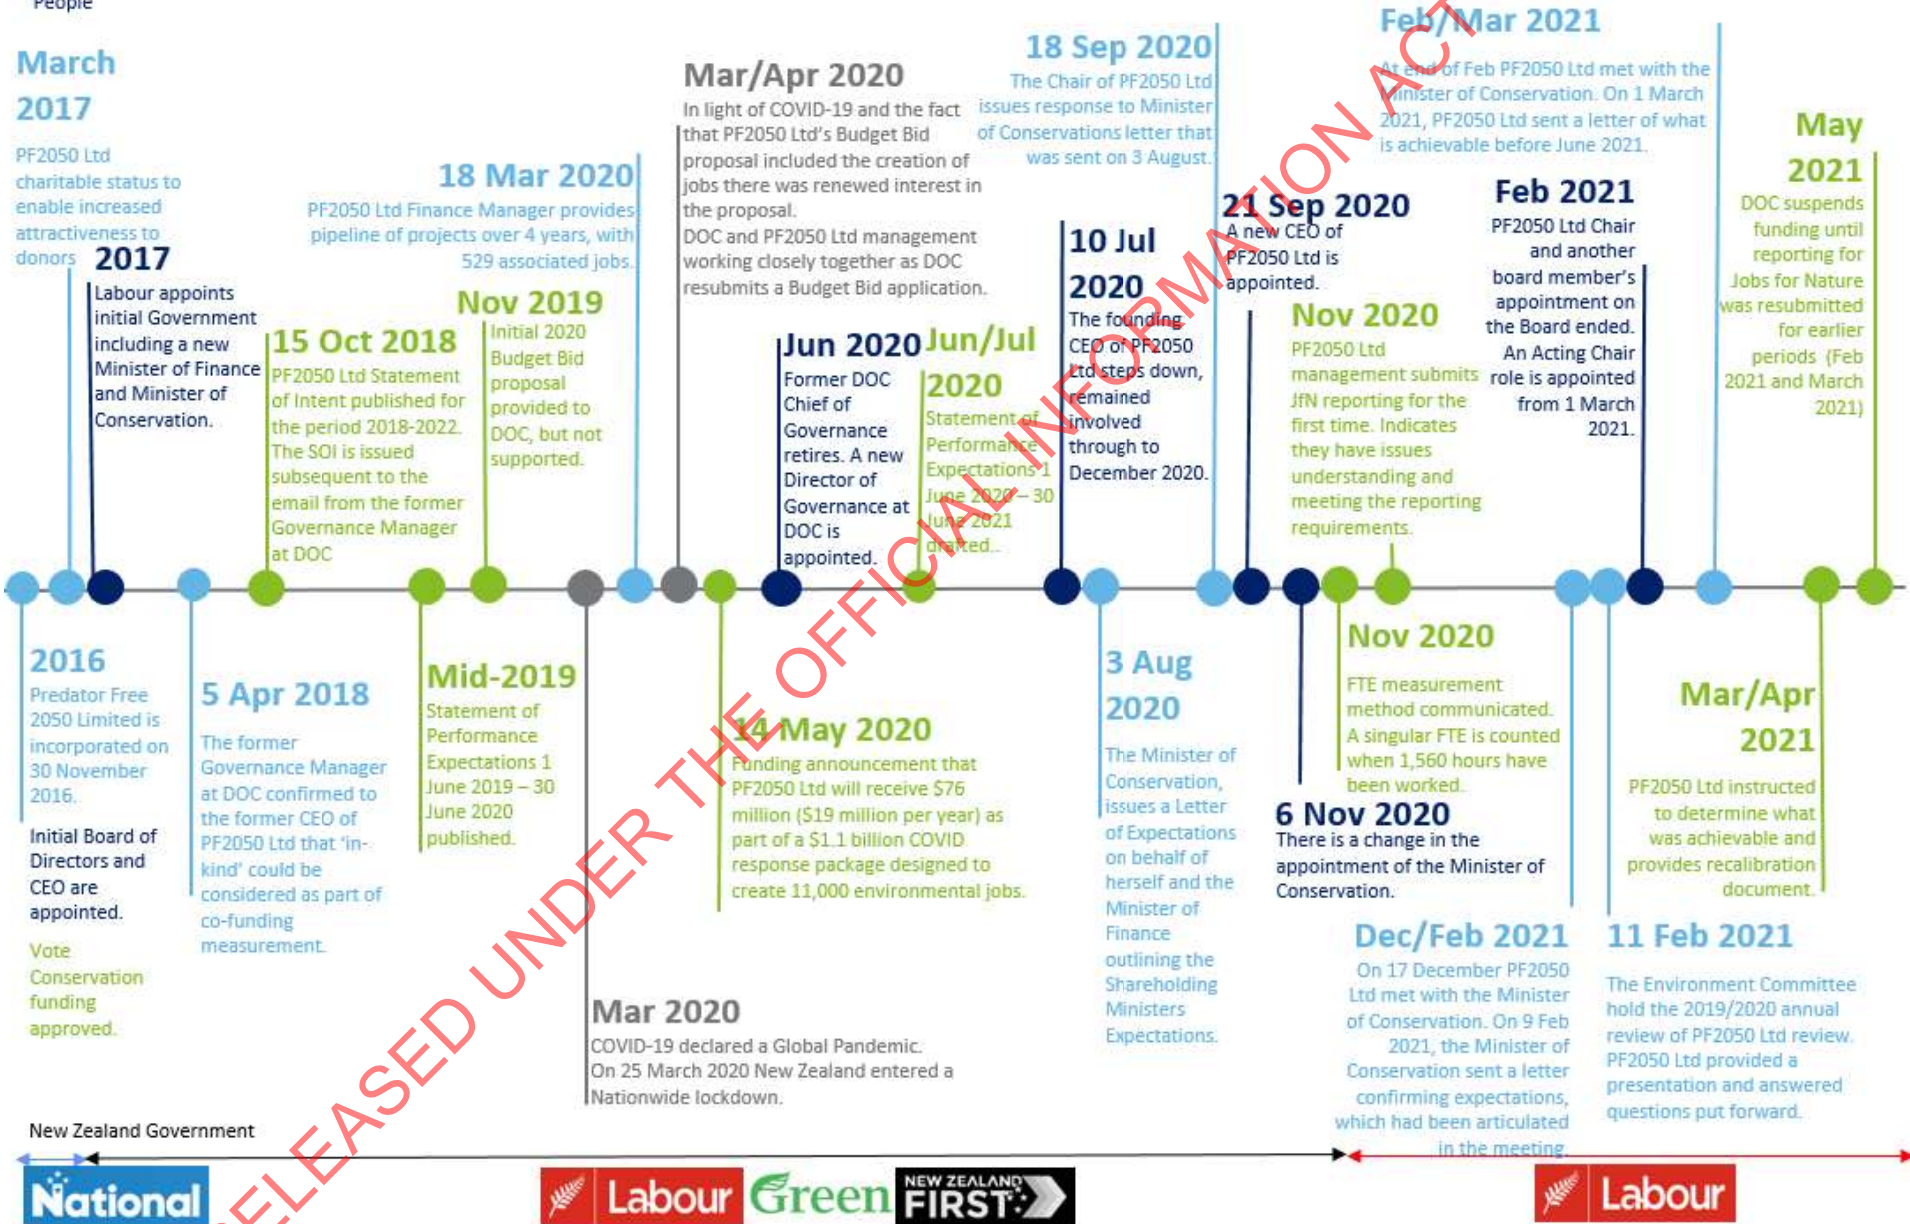 People
March
2017
PF2050 Ltd
charitable status to
enable increased
attractiveness to
donors
2017
Labour appoints
initial Government
including a new
Minister of Finance
and Minister of
Conservation.
18 Mar 2020
PF2050 Ltd Finance Manager provides
pipeline of projects over 4 years, with
529 associated jobs.
15 Oct 2018
PF2050 Ltd Statement
of Intent published for
the period 2018-2022.
The SOI is issued
subsequent to the
email from the former
Governance Manager
at DOC
Nov 2019
Initial 2020
Budget Bid
proposal
provided to
DOC, but not
supported.
Mar/Apr 2020
In light of COVID-19 and the fact
that PF2050 Ltd's Budget Bid
proposal included the creation of
jobs there was renewed interest in
the proposal.
DOC and PF2050 Ltd management
working closely together as DOC
resubmits a Budget Bid application.
Jun 2020
Former DOC
Chief of
Governance
retires. A new
Director of
Governance at
DOC is
appointed.
Jun/Jul
2020
Statement of
Performance
Expectations 1
June 2020 – 30
June 2021
drafted..
18 Sep 2020
The Chair of PF2050 Ltd
issues response to Minister
of Conservations letter that
was sent on 3 August.
10 Jul
2020
The founding
CEO of PF2050
Ltd steps down,
remained
involved
through to
December 2020.
21 Sep 2020
A new CEO of
PF2050 Ltd is
appointed.
Nov 2020
PF2050 Ltd
management submits
JfN reporting for the
first time. Indicates
they have issues
understanding and
meeting the reporting
requirements.
Feb/Mar 2021
At end of Feb PF2050 Ltd met with the
Minister of Conservation. On 1 March
2021, PF2050 Ltd sent a letter of what
is achievable before June 2021.
Feb 2021
PF2050 Ltd Chair
and another
board member's
appointment on
the Board ended.
An Acting Chair
role is appointed
from 1 March
2021.
May
2021
DOC suspends
funding until
reporting for
Jobs for Nature
was resubmitted
for earlier
periods (Feb
2021 and March
2021)
2016
Predator Free
2050 Limited is
incorporated on
30 November
2016.
Initial Board of
Directors and
CEO are
appointed.
Vote
Conservation
funding
approved.
5 Apr 2018
The former
Governance Manager
at DOC confirmed to
the former CEO of
PF2050 Ltd that 'in-
kind' could be
considered as part of
co-funding
measurement.
Mid-2019
Statement of
Performance
Expectations 1
June 2019 – 30
June 2020
published.
Mar 2020
COVID-19 declared a Global Pandemic.
On 25 March 2020 New Zealand entered a
Nationwide lockdown.
14 May 2020
Funding announcement that
PF2050 Ltd will receive $76
million ($19 million per year) as
part of a $1.1 billion COVID
response package designed to
create 11,000 environmental jobs.
3 Aug
2020
The Minister of
Conservation,
issues a Letter
of Expectations
on behalf of
herself and the
Minister of
Finance
outlining the
Shareholding
Ministers
Expectations.
6 Nov 2020
There is a change in the
appointment of the Minister of
Conservation.
Nov 2020
FTE measurement
method communicated.
A singular FTE is counted
when 1,560 hours have
been worked.
Dec/Feb 2021
On 17 December PF2050
Ltd met with the Minister
of Conservation. On 9 Feb
2021, the Minister of
Conservation sent a letter
confirming expectations,
which had been articulated
in the meeting.
11 Feb 2021
The Environment Committee
hold the 2019/2020 annual
review of PF2050 Ltd review.
PF2050 Ltd provided a
presentation and answered
questions put forward.
Mar/Apr
2021
PF2050 Ltd instructed
to determine what
was achievable and
provides recalibration
document.
New Zealand Government
National
Labour
Green
NEW ZEALAND
FIRST
Labour
RELEASED UNDER THE OFFICIAL INFORMATION ACT